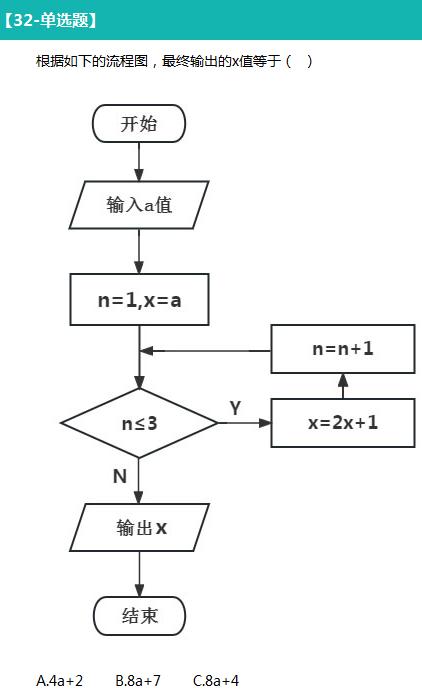 【32-单选题】
根据如下的流程图，最终输出的x值等于（ ）
开始
输入a值
n=1,x=a
n=n+1
n≤3
Y
x=2x+1
N
输出x
结束
A.4a+2 B.8a+7 C.8a+4